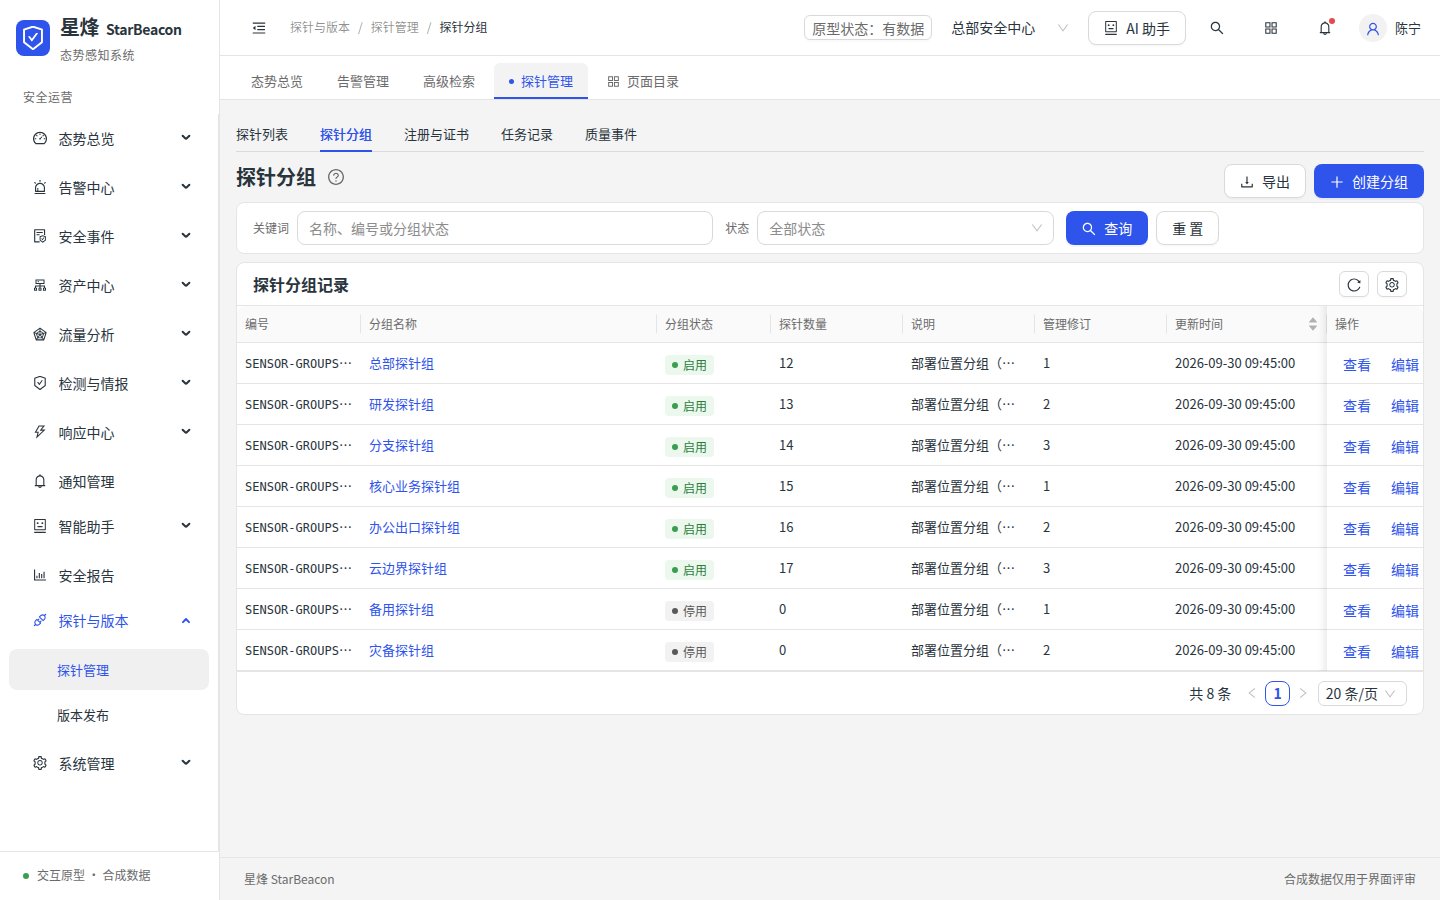 星烽 StarBeacon
态势感知系统
安全运营
态势总览
告警中心
安全事件
资产中心
流量分析
检测与情报
响应中心
通知管理
智能助手
安全报告
探针与版本
探针管理
版本发布
系统管理
交互原型 · 合成数据
探针与版本 / 探针管理 / 探针分组
原型状态：有数据
总部安全中心
AI 助手
陈宁
态势总览 告警管理 高级检索 探针管理 页面目录
探针列表 探针分组 注册与证书 任务记录 质量事件
探针分组
导出
创建分组
关键词 名称、编号或分组状态 状态 全部状态 查询 重 置
探针分组记录
编号 分组名称 分组状态 探针数量 说明 管理修订 更新时间 操作
SENSOR-GROUPS··· 总部探针组 启用 12 部署位置分组（··· 1 2026-09-30 09:45:00 查看 编辑
SENSOR-GROUPS··· 研发探针组 启用 13 部署位置分组（··· 2 2026-09-30 09:45:00 查看 编辑
SENSOR-GROUPS··· 分支探针组 启用 14 部署位置分组（··· 3 2026-09-30 09:45:00 查看 编辑
SENSOR-GROUPS··· 核心业务探针组 启用 15 部署位置分组（··· 1 2026-09-30 09:45:00 查看 编辑
SENSOR-GROUPS··· 办公出口探针组 启用 16 部署位置分组（··· 2 2026-09-30 09:45:00 查看 编辑
SENSOR-GROUPS··· 云边界探针组 启用 17 部署位置分组（··· 3 2026-09-30 09:45:00 查看 编辑
SENSOR-GROUPS··· 备用探针组 停用 0 部署位置分组（··· 1 2026-09-30 09:45:00 查看 编辑
SENSOR-GROUPS··· 灾备探针组 停用 0 部署位置分组（··· 2 2026-09-30 09:45:00 查看 编辑
共 8 条 1 20 条/页
星烽 StarBeacon
合成数据仅用于界面评审